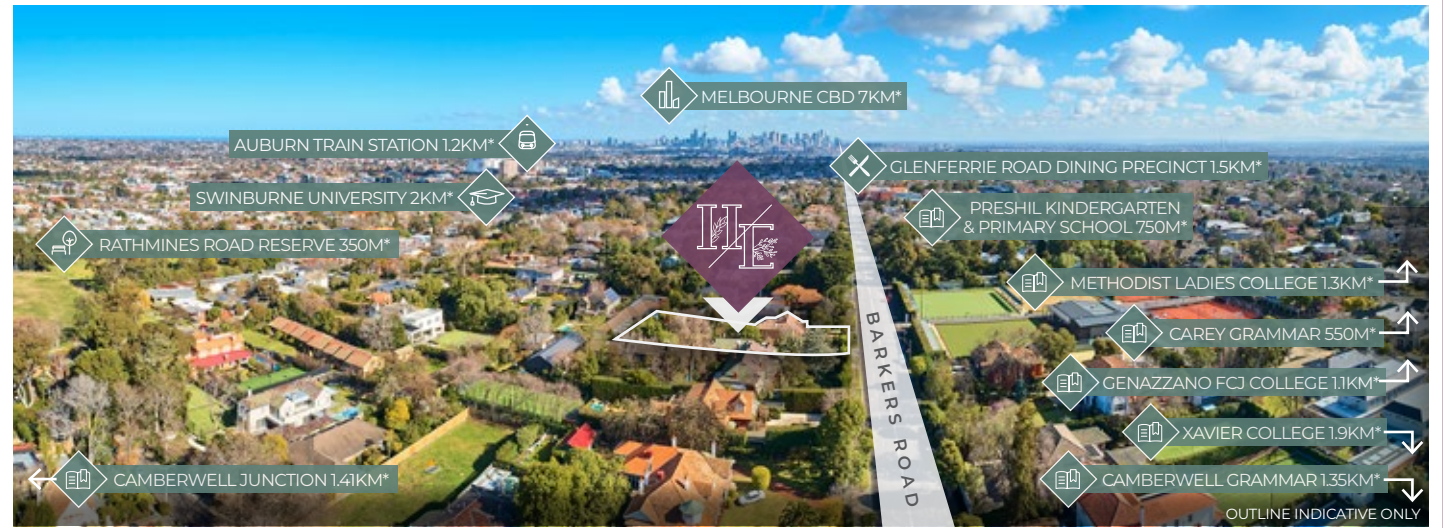 MELBOURNE CBD 7KM*
AUBURN TRAIN STATION 1.2KM*
GLENFERRIE ROAD DINING PRECINCT 1.5KM*
SWINBURNE UNIVERSITY 2KM*
PRESHIL KINDERGARTEN
& PRIMARY SCHOOL 750M*
RATHMINES ROAD RESERVE 350M*
HE
METHODIST LADIES COLLEGE 1.3KM*
CAREY GRAMMAR 550M*
BARKERS ROAD
GENAZZANO FCJ COLLEGE 1.1KM*
XAVIER COLLEGE 1.9KM*
CAMBERWELL JUNCTION 1.41KM*
CAMBERWELL GRAMMAR 1.35KM*
OUTLINE INDICATIVE ONLY